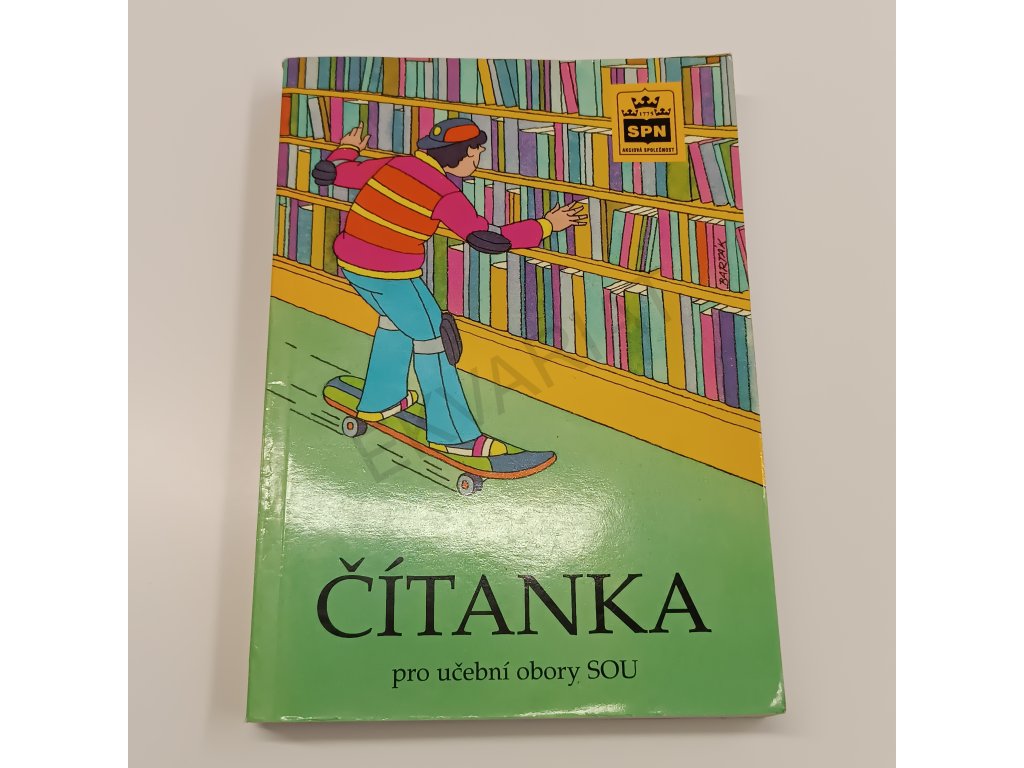 1775
SPN
AKCIOVÁ SPOLEČNOST
BARTÁK
ČÍTANKA
pro učební obory SOU